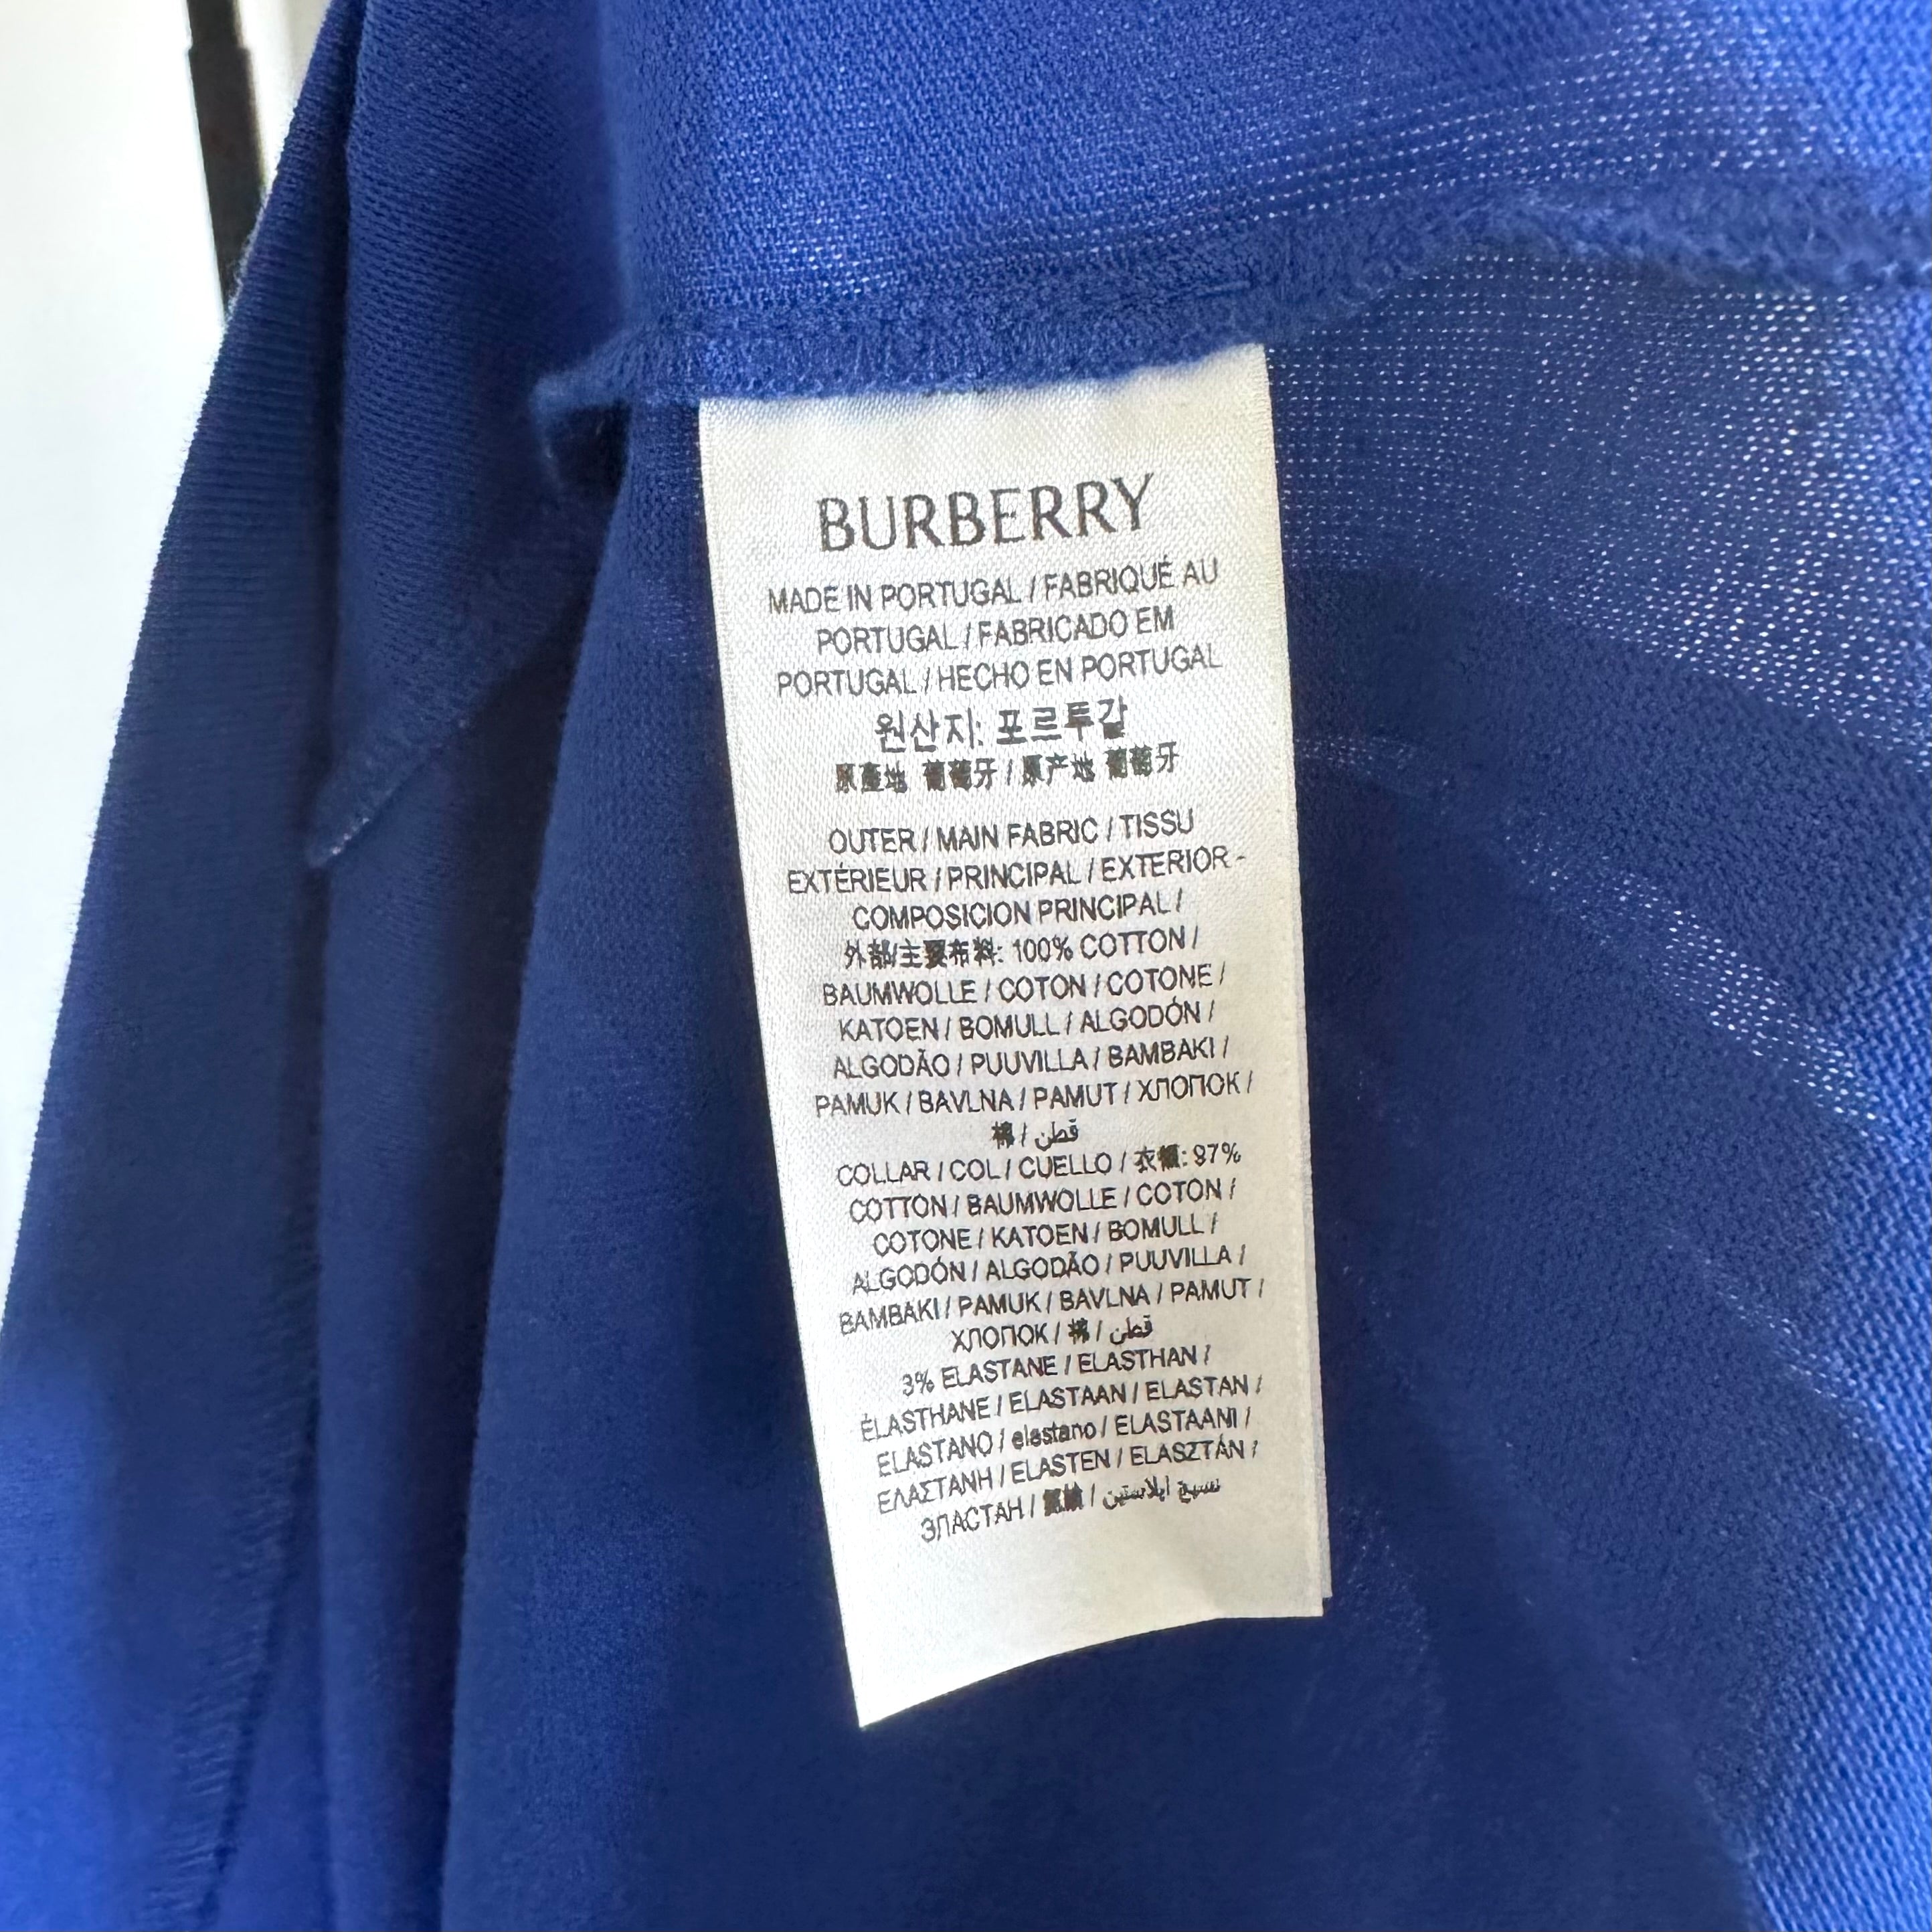 BURBERRY
MADE IN PORTUGAL / FABRIQUÉ AU
PORTUGAL / FABRICADO EM
PORTUGAL / HECHO EN PORTUGAL
원산지: 포르투갈
原產地 葡萄牙 / 原产地 葡萄牙
OUTER / MAIN FABRIC / TISSU
EXTÉRIEUR / PRINCIPAL / EXTERIOR -
COMPOSICION PRINCIPAL /
外部/主要布料: 100% COTTON /
BAUMWOLLE / COTON / COTONE /
KATOEN / BOMULL / ALGODÓN /
ALGODÃO / PUUVILLA / BAMBAKI /
PAMUK / BAVLNA / PAMUT / ХЛОПОК /
棉 / قطن
COLLAR / COL / CUELLO / 衣領: 97%
COTTON / BAUMWOLLE / COTON /
COTONE / KATOEN / BOMULL /
ALGODÓN / ALGODÃO / PUUVILLA /
BAMBAKI / PAMUK / BAVLNA / PAMUT /
ХЛОПОК / 棉 / قطن
3% ELASTANE / ELASTHAN /
ÉLASTHANE / ELASTAAN / ELASTAN /
ELASTANO / elastano / ELASTAANI /
ΕΛΑΣΤΑΝΗ / ELASTEN / ELASZTÁN /
ЭЛАСТАН / نسيج ايلاستين